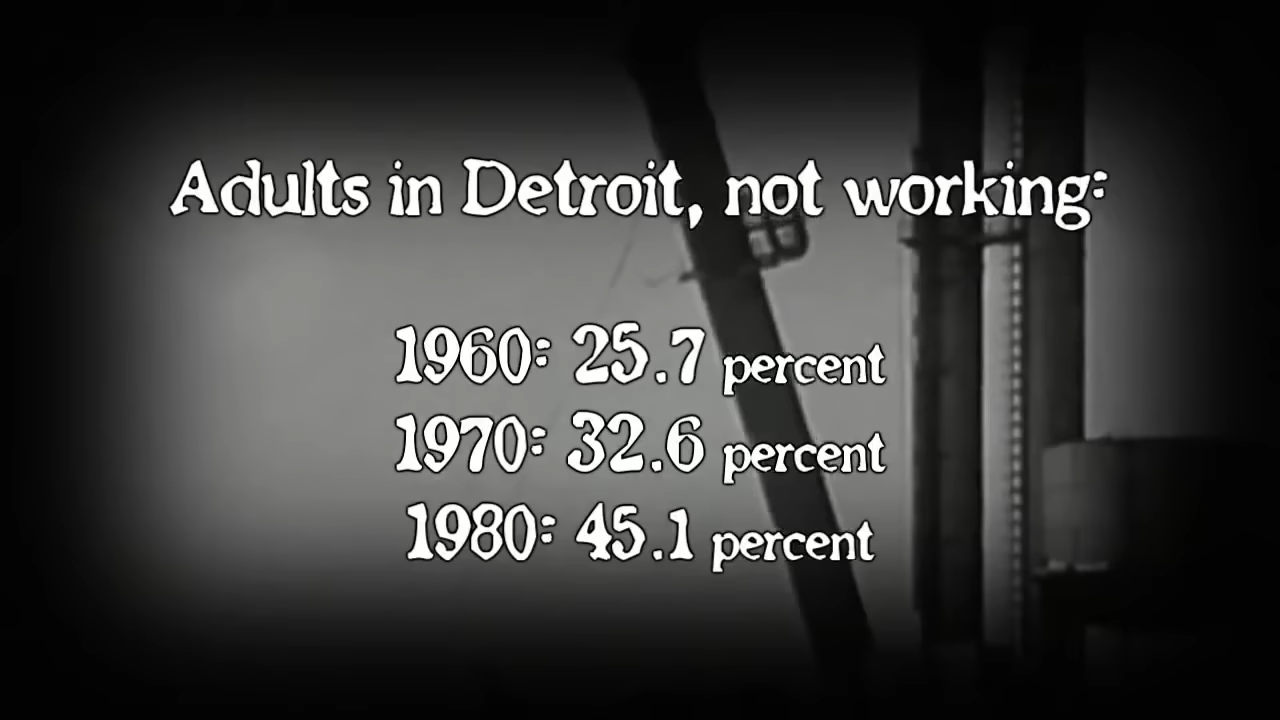 Adults in Detroit, not working:
1960: 25.7 percent
1970: 32.6 percent
1980: 45.1 percent